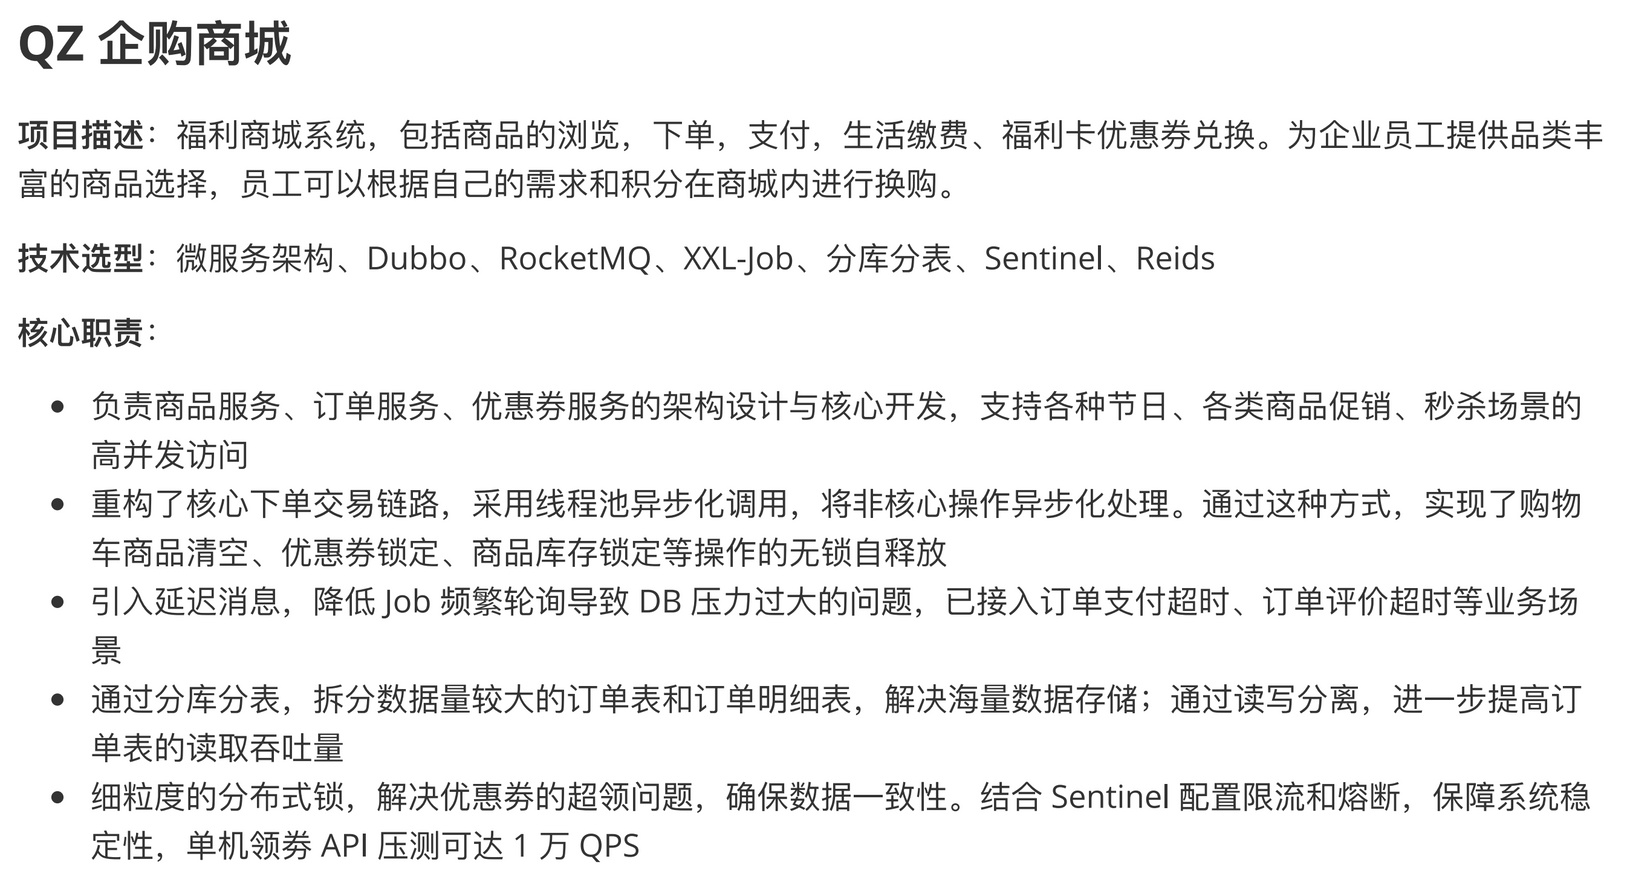 QZ 企购商城
项目描述：福利商城系统，包括商品的浏览，下单，支付，生活缴费、福利卡优惠券兑换。为企业员工提供品类丰
富的商品选择，员工可以根据自己的需求和积分在商城内进行换购。
技术选型：微服务架构、Dubbo、RocketMQ、XXL-Job、分库分表、Sentinel、Reids
核心职责：
• 负责商品服务、订单服务、优惠券服务的架构设计与核心开发，支持各种节日、各类商品促销、秒杀场景的
高并发访问
• 重构了核心下单交易链路，采用线程池异步化调用，将非核心操作异步化处理。通过这种方式，实现了购物
车商品清空、优惠券锁定、商品库存锁定等操作的无锁自释放
• 引入延迟消息，降低 Job 频繁轮询导致 DB 压力过大的问题，已接入订单支付超时、订单评价超时等业务场
景
• 通过分库分表，拆分数据量较大的订单表和订单明细表，解决海量数据存储；通过读写分离，进一步提高订
单表的读取吞吐量
• 细粒度的分布式锁，解决优惠券的超领问题，确保数据一致性。结合 Sentinel 配置限流和熔断，保障系统稳
定性，单机领券 API 压测可达 1 万 QPS